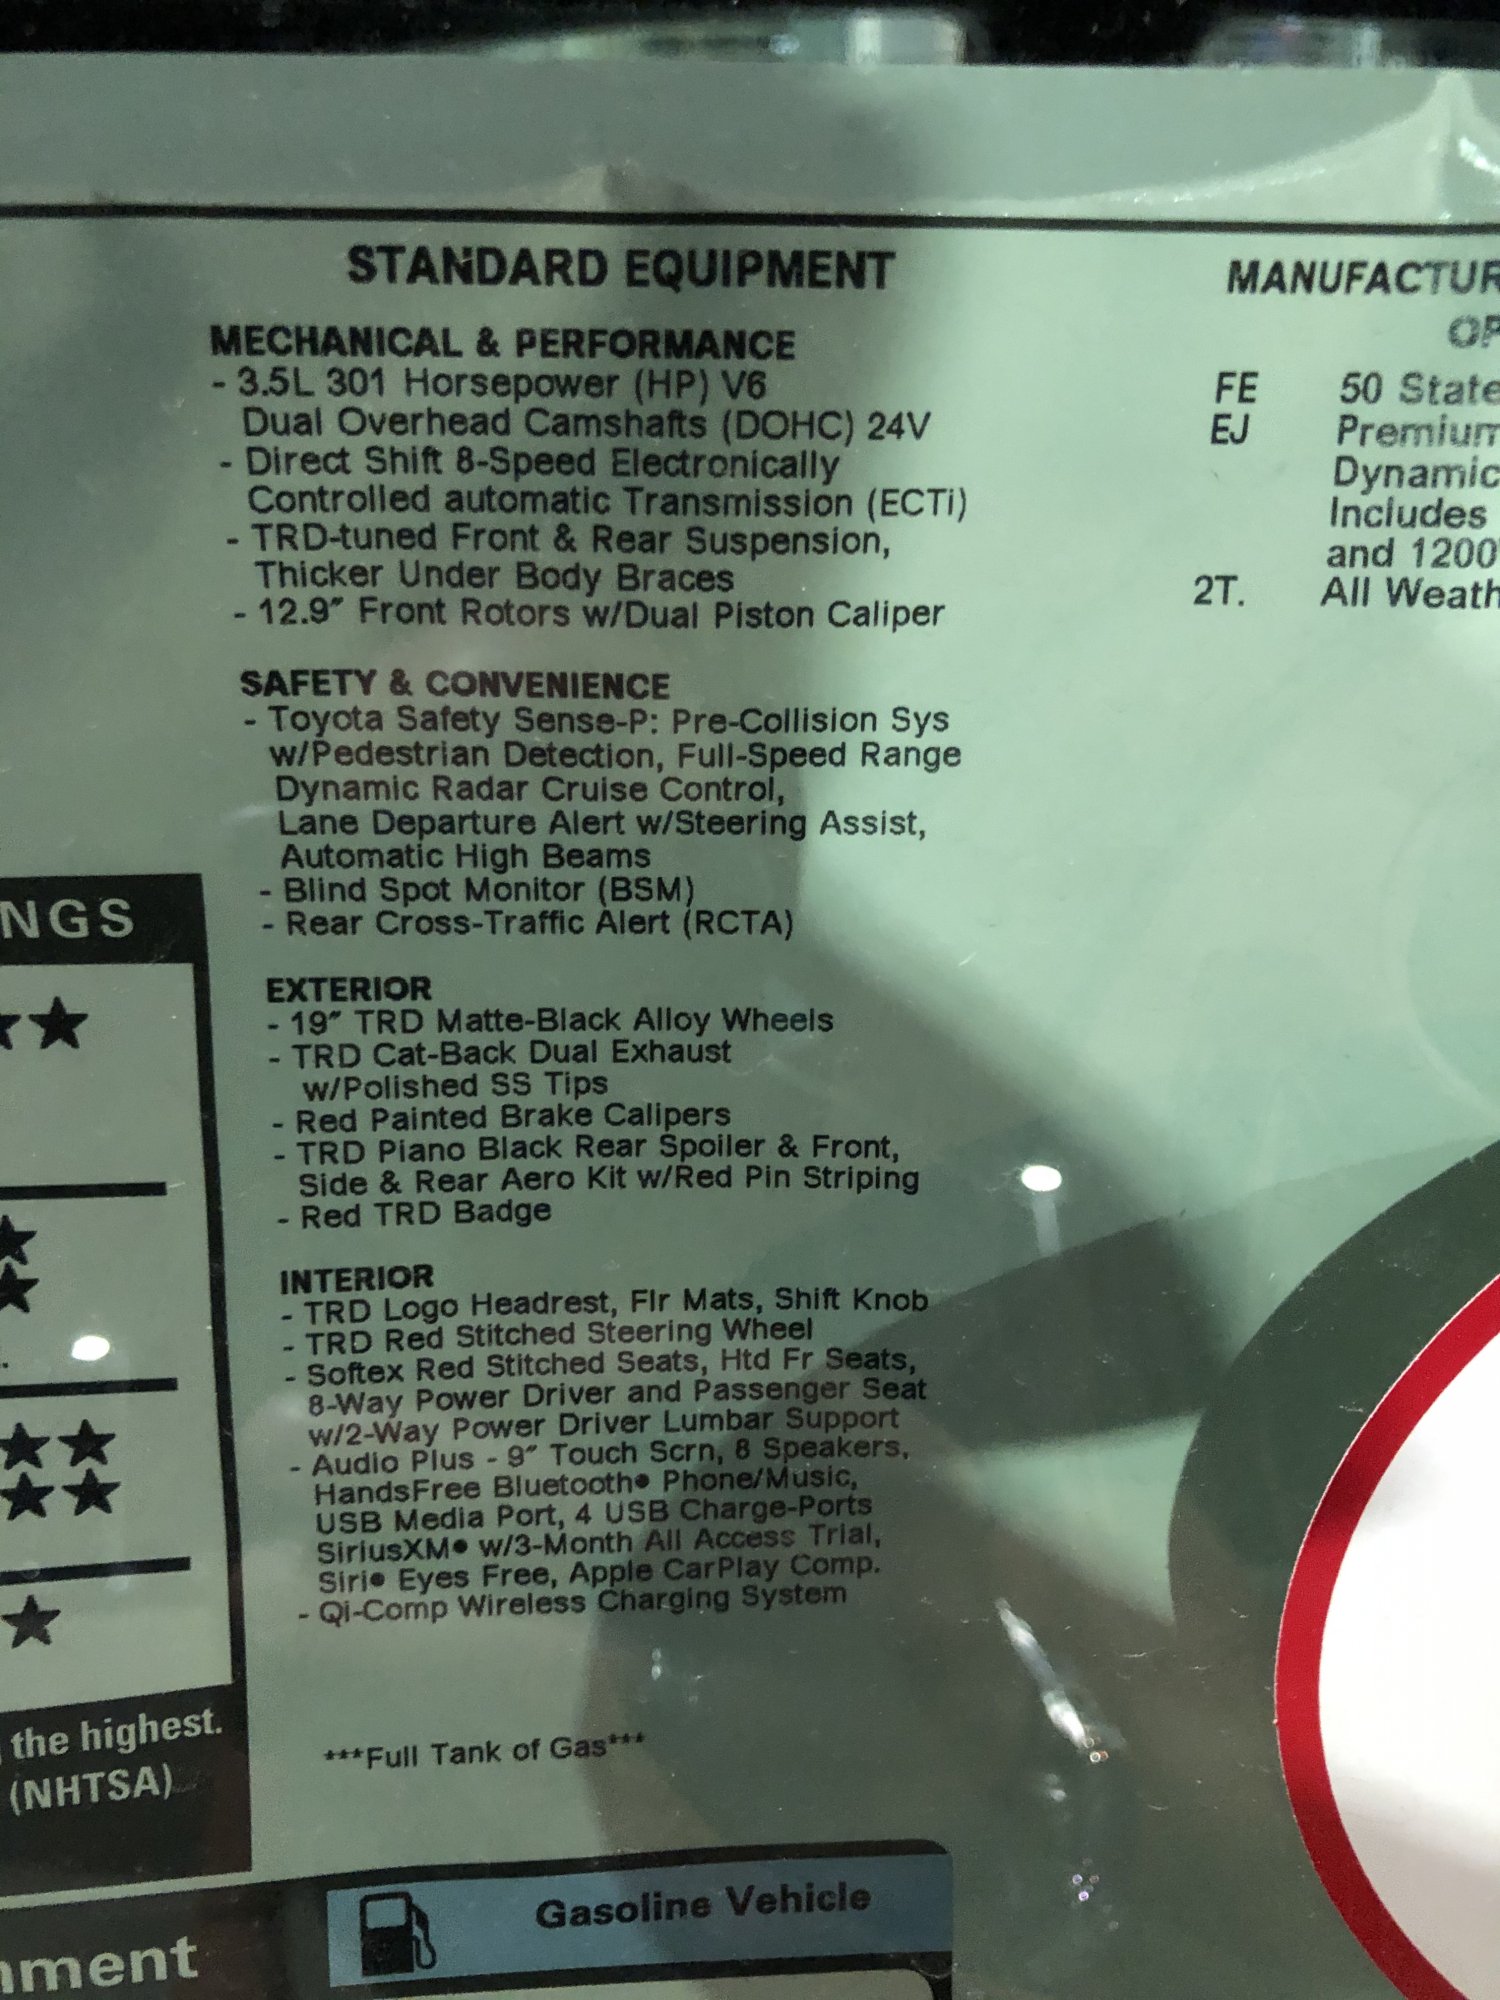 STANDARD EQUIPMENT
MECHANICAL & PERFORMANCE
- 3.5L 301 Horsepower (HP) V6
Dual Overhead Camshafts (DOHC) 24V
- Direct Shift 8-Speed Electronically
Controlled automatic Transmission (ECTi)
- TRD-tuned Front & Rear Suspension,
Thicker Under Body Braces
- 12.9" Front Rotors w/Dual Piston Caliper
SAFETY & CONVENIENCE
- Toyota Safety Sense-P: Pre-Collision Sys
w/Pedestrian Detection, Full-Speed Range
Dynamic Radar Cruise Control,
Lane Departure Alert w/Steering Assist,
Automatic High Beams
- Blind Spot Monitor (BSM)
- Rear Cross-Traffic Alert (RCTA)
EXTERIOR
- 19" TRD Matte-Black Alloy Wheels
- TRD Cat-Back Dual Exhaust
w/Polished SS Tips
- Red Painted Brake Calipers
- TRD Piano Black Rear Spoiler & Front,
Side & Rear Aero Kit w/Red Pin Striping
- Red TRD Badge
INTERIOR
- TRD Logo Headrest, Flr Mats, Shift Knob
- TRD Red Stitched Steering Wheel
- Softex Red Stitched Seats, Htd Fr Seats,
8-Way Power Driver and Passenger Seat
w/2-Way Power Driver Lumbar Support
- Audio Plus - 9" Touch Scrn, 8 Speakers,
HandsFree Bluetooth® Phone/Music,
USB Media Port, 4 USB Charge-Ports
SiriusXM® w/3-Month All Access Trial,
Siri® Eyes Free, Apple CarPlay Comp.
- Qi-Comp Wireless Charging System
***Full Tank of Gas***
MANUFACTUR
OP
FE 50 State
EJ Premium
Dynamic
Includes
and 1200
2T. All Weath
NGS
the highest.
(NHTSA)
nment
Gasoline Vehicle